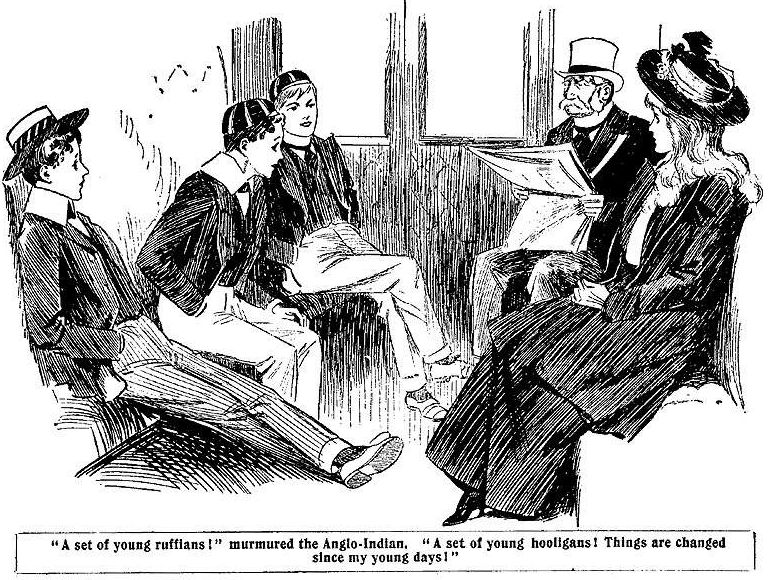 "A set of young ruffians!" murmured the Anglo-Indian, "A set of young hooligans! Things are changed
since my young days!"